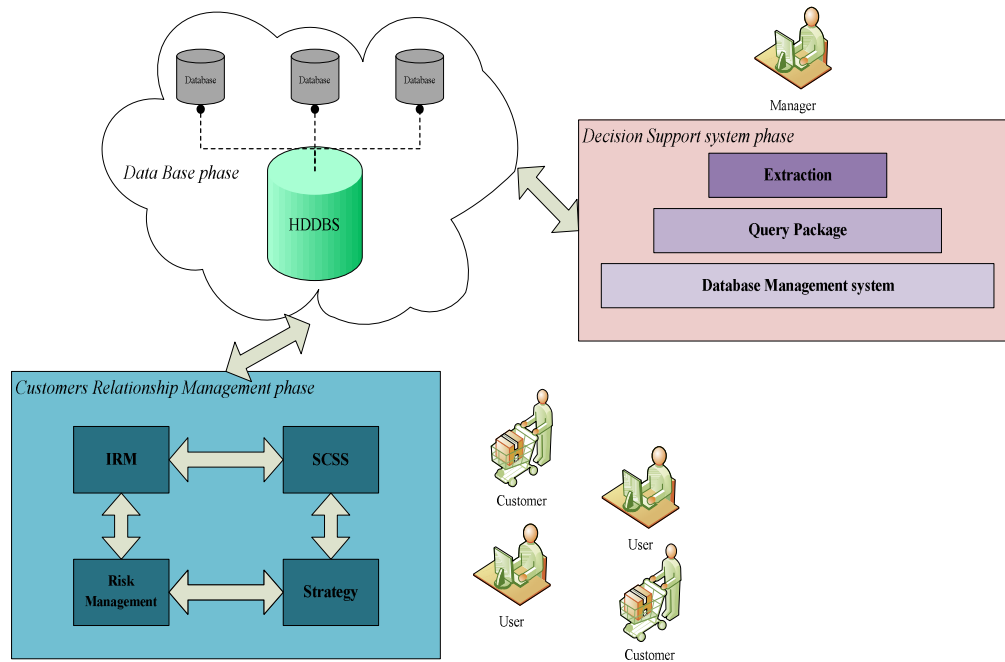 Database
Database
Database
Data Base phase
HDDBS
Manager
Decision Support system phase
Extraction
Query Package
Database Management system
Customers Relationship Management phase
IRM
SCSS
Risk
Management
Strategy
Customer
User
User
Customer